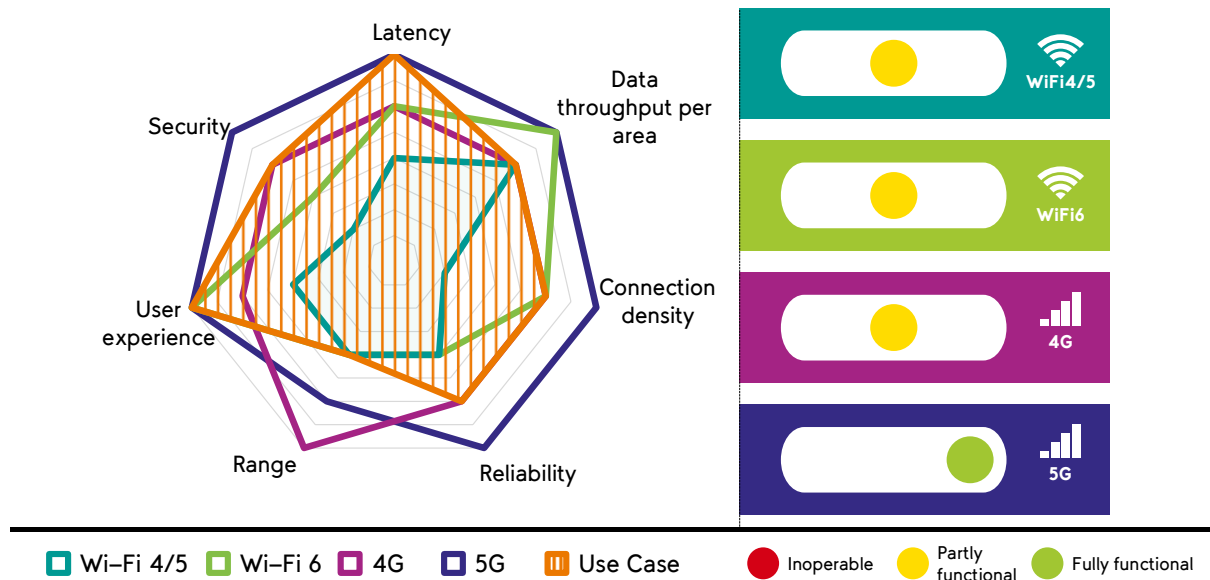 Latency
Data
throughput per
area
Security
Connection
density
User
experience
Range
Reliability
WiFi4/5
WiFi6
4G
5G
Wi–Fi 4/5
Wi–Fi 6
4G
5G
Use Case
Inoperable
Partly
functional
Fully functional